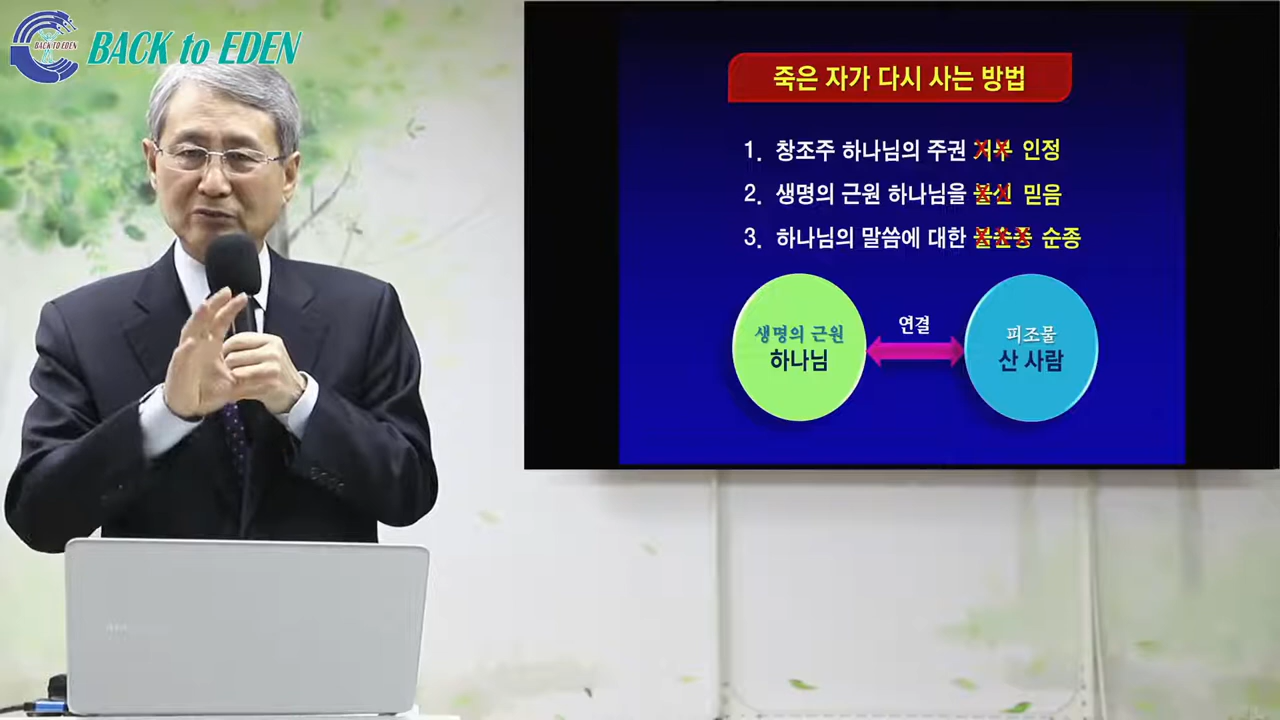 BACK TO EDEN
BACK to EDEN
죽은 자가 다시 사는 방법
1. 창조주 하나님의 주권 거부 인정
2. 생명의 근원 하나님을 불신 믿음
3. 하나님의 말씀에 대한 불순종 순종
연결
생명의 근원
하나님
피조물
산 사람